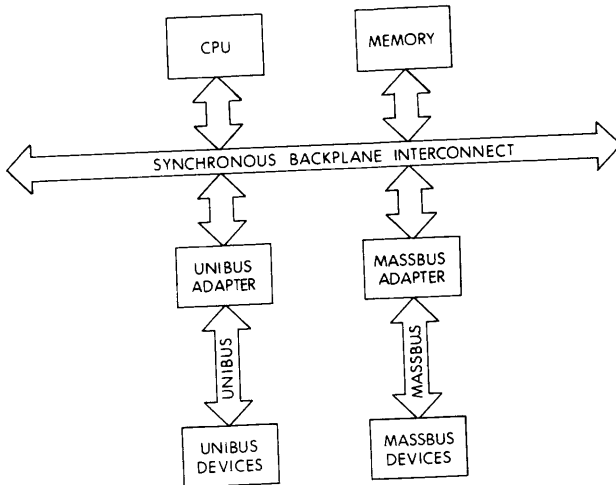 CPU
MEMORY
SYNCHRONOUS BACKPLANE INTERCONNECT
UNIBUS
ADAPTER
MASSBUS
ADAPTER
UNIBUS
MASSBUS
UNIBUS
DEVICES
MASSBUS
DEVICES